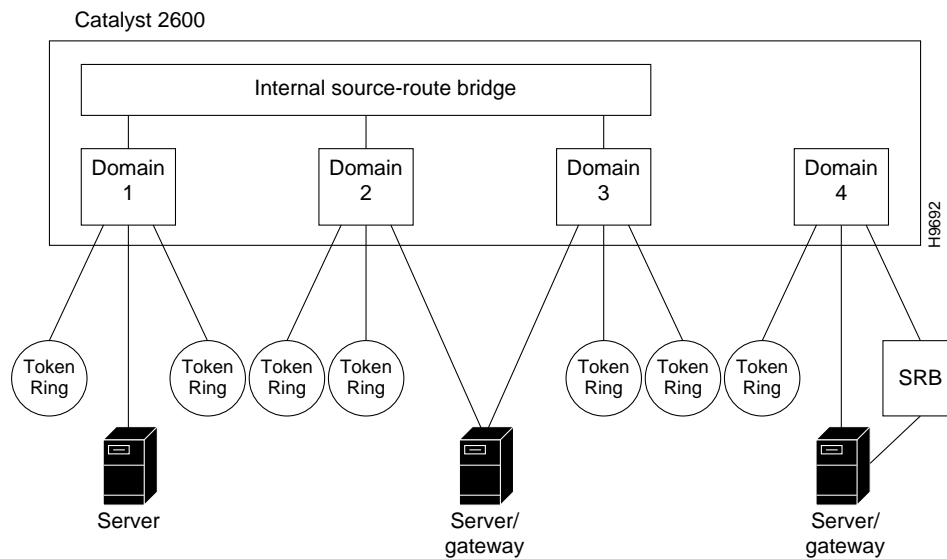 Catalyst 2600
Internal source-route bridge
Domain
1
Domain
2
Domain
3
Domain
4
H9692
Token
Ring
Token
Ring
Token
Ring
Token
Ring
Token
Ring
Token
Ring
Token
Ring
SRB
Server
Server/
gateway
Server/
gateway